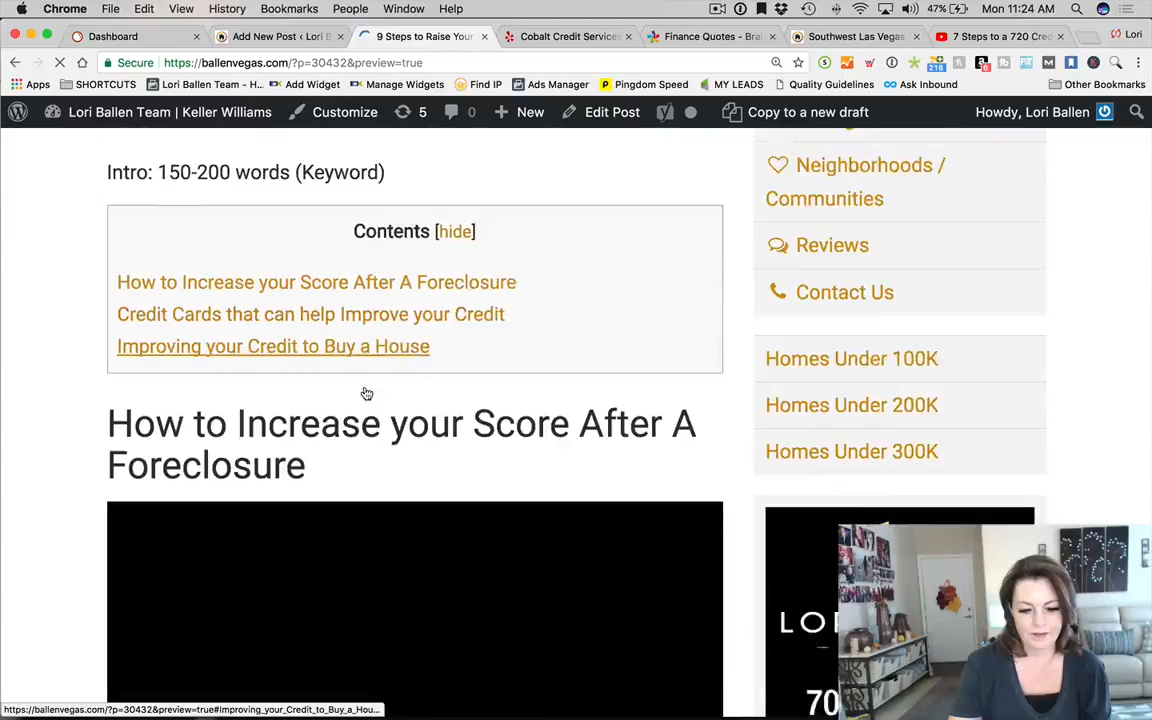 Chrome File Edit View History Bookmarks People Window Help 47% Mon 11:24 AM
Dashboard Add New Post ‹ Lori B 9 Steps to Raise Your Cobalt Credit Services Finance Quotes - Bra Southwest Las Vegas 7 Steps to a 720 Cre Lori
Secure https://ballenvegas.com/?p=30432&preview=true
Apps SHORTCUTS Lori Ballen Team - H... Add Widget Manage Widgets Find IP Ads Manager Pingdom Speed MY LEADS Quality Guidelines Ask Inbound Other Bookmarks
Lori Ballen Team | Keller Williams Customize 5 0 New Edit Post Copy to a new draft Howdy, Lori Ballen
Intro: 150-200 words (Keyword)
Contents [hide]
How to Increase your Score After A Foreclosure
Credit Cards that can help Improve your Credit
Improving your Credit to Buy a House
How to Increase your Score After A
Foreclosure
Neighborhoods /
Communities
Reviews
Contact Us
Homes Under 100K
Homes Under 200K
Homes Under 300K
LO
70
https://ballenvegas.com/?p=30432&preview=true#Improving_your_Credit_to_Buy_a_Hou...